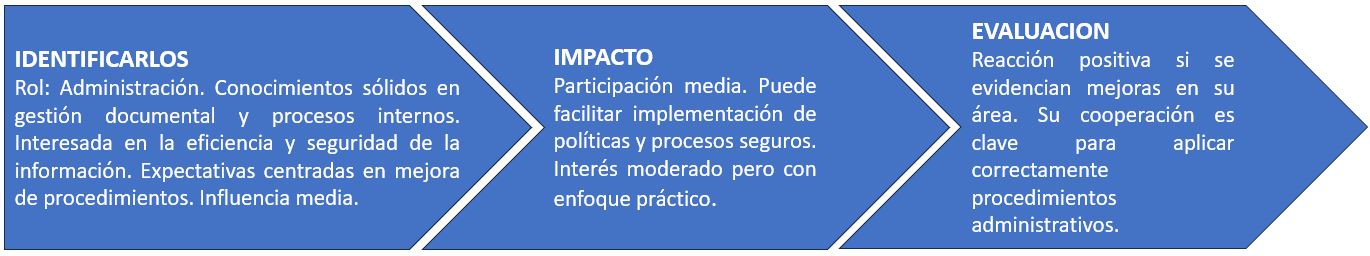 IDENTIFICARLOS
Rol: Administración. Conocimientos sólidos en
gestión documental y procesos internos.
Interesada en la eficiencia y seguridad de la
información. Expectativas centradas en mejora
de procedimientos. Influencia media.
IMPACTO
Participación media. Puede
facilitar implementación de
políticas y procesos seguros.
Interés moderado pero con
enfoque práctico.
EVALUACION
Reacción positiva si se
evidencian mejoras en su
área. Su cooperación es
clave para aplicar
correctamente
procedimientos
administrativos.